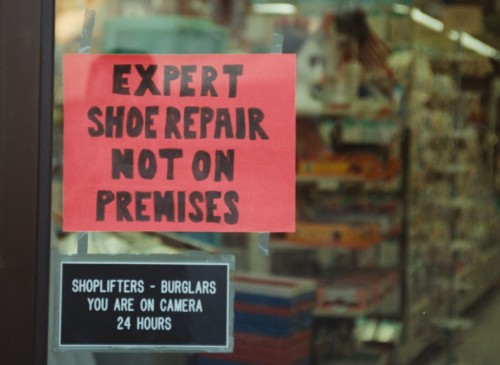 EXPERT
SHOE REPAIR
NOT ON
PREMISES
SHOPLIFTERS - BURGLARS
YOU ARE ON CAMERA
24 HOURS